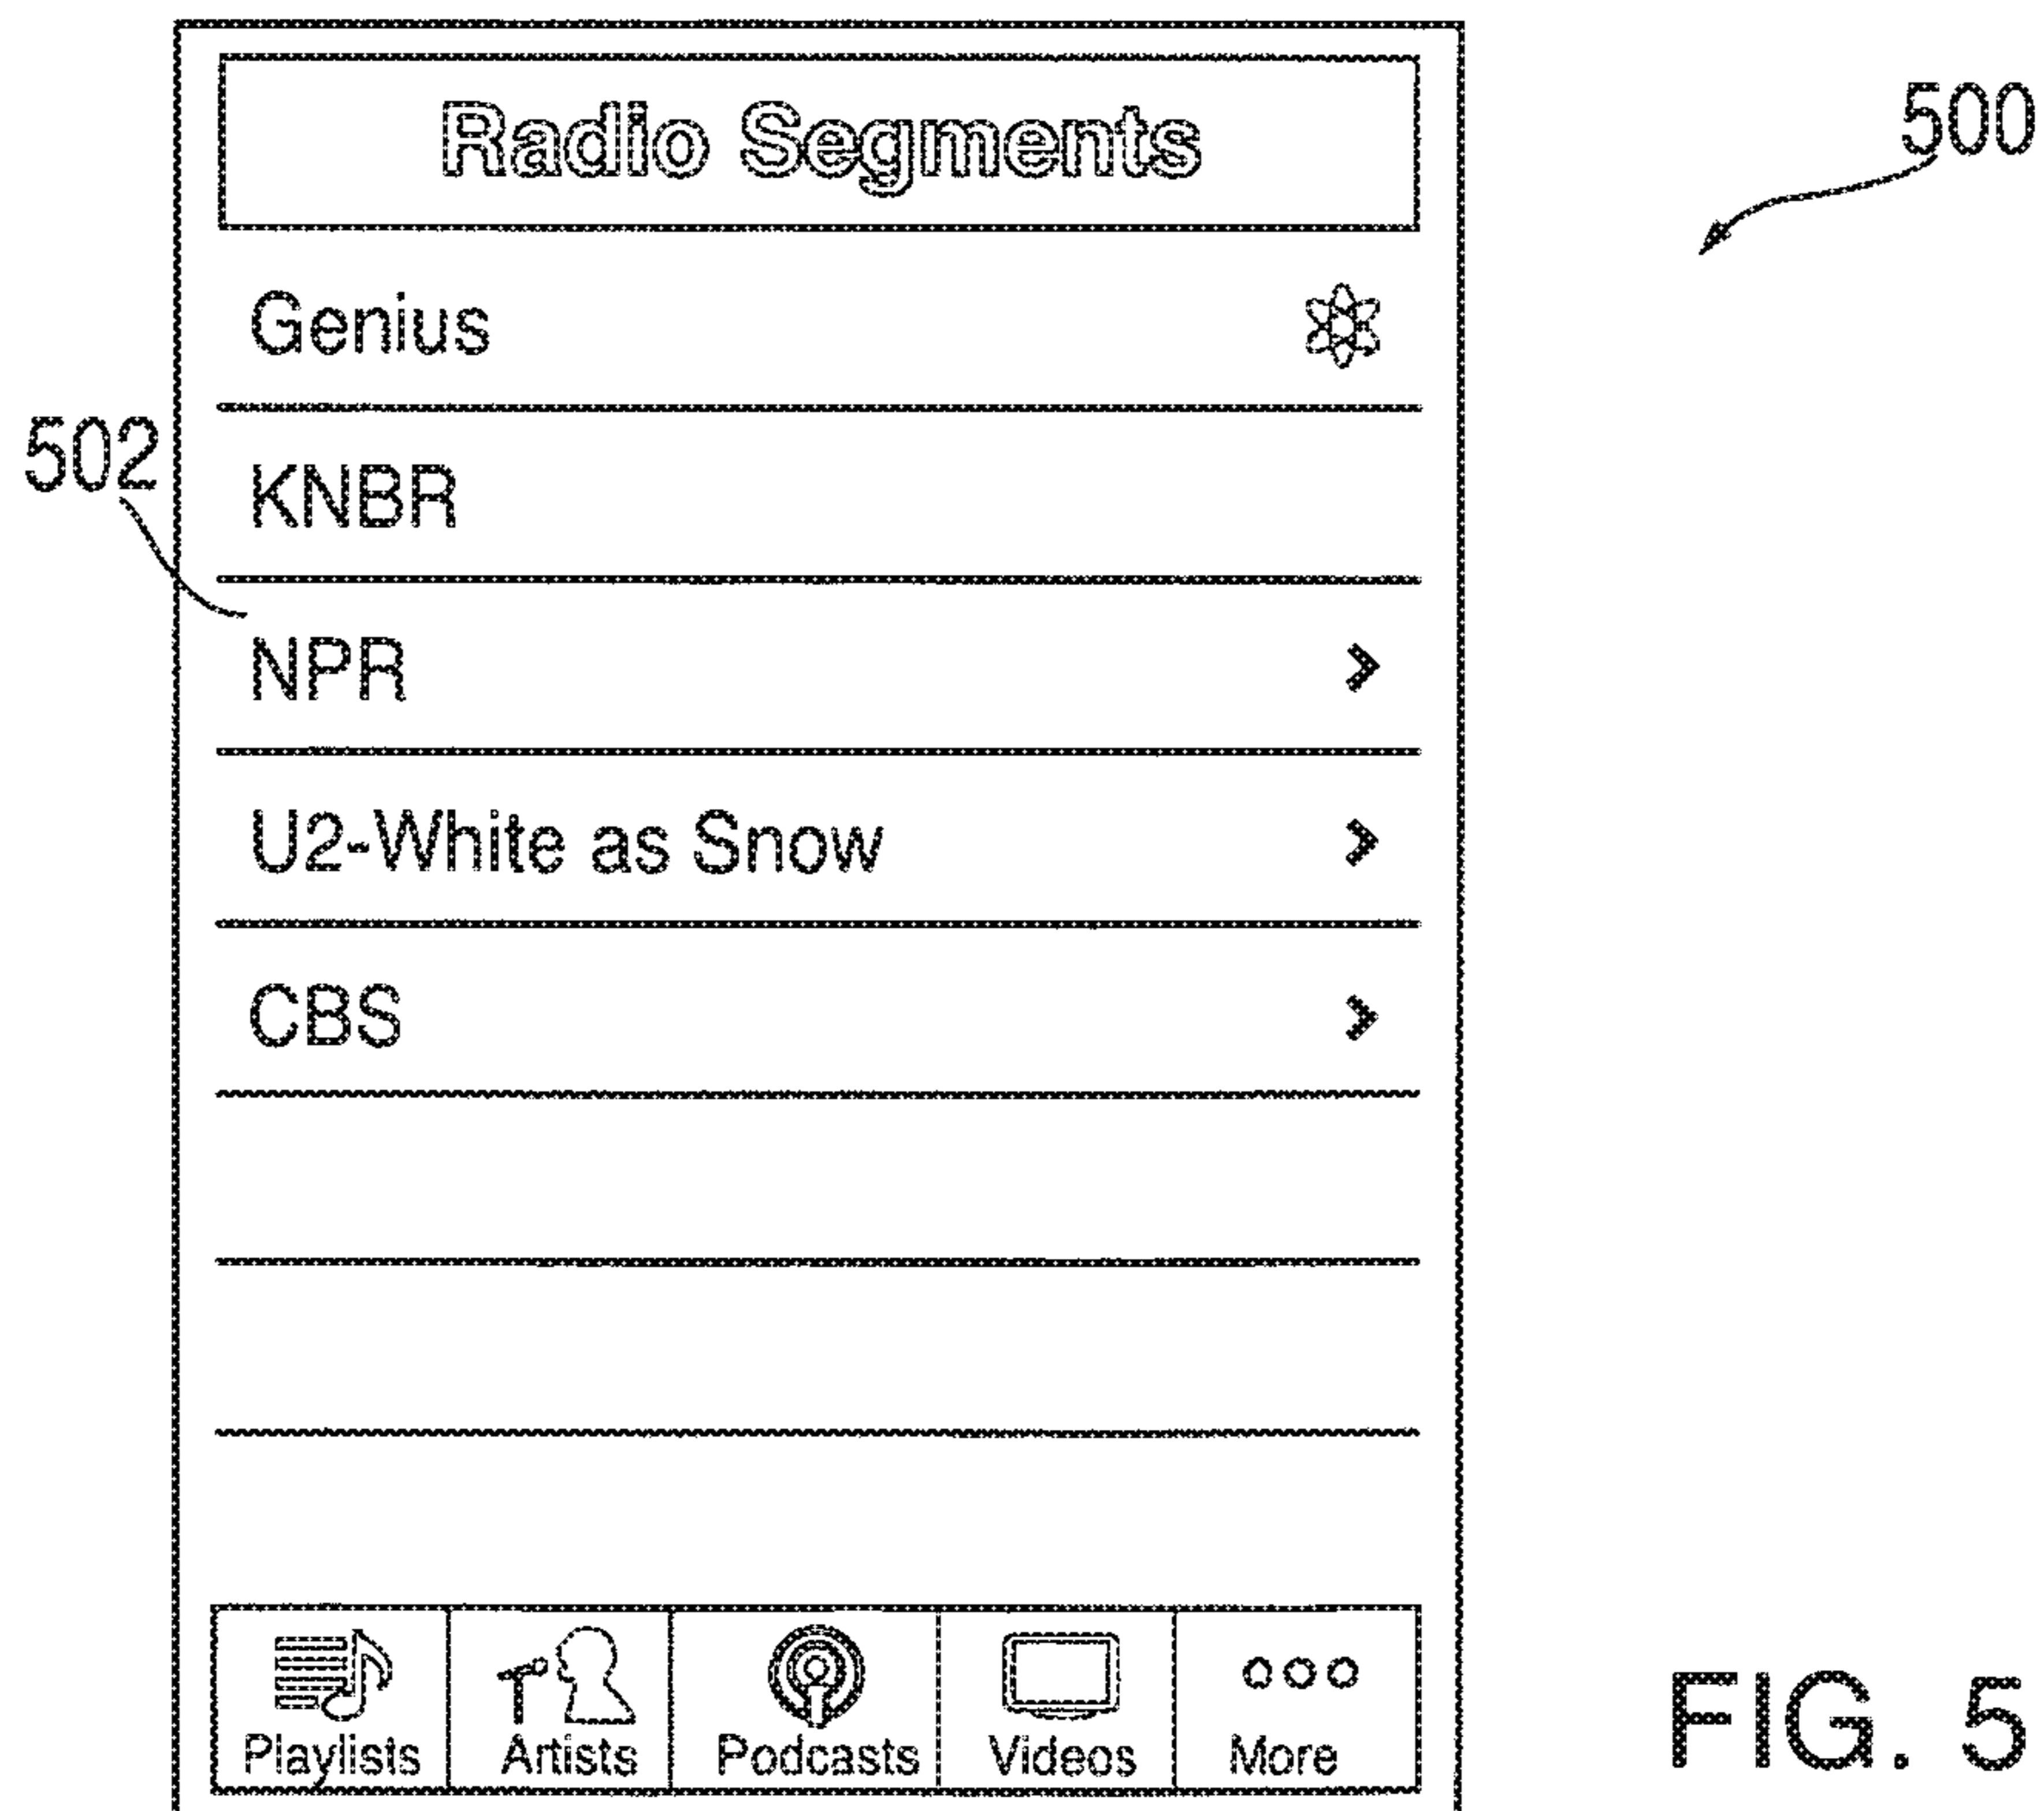 Radio Segments
500
Genius
502
KNBR
NPR
U2-White as Snow
CBS
Playlists
Artists
Podcasts
Videos
More
FIG. 5